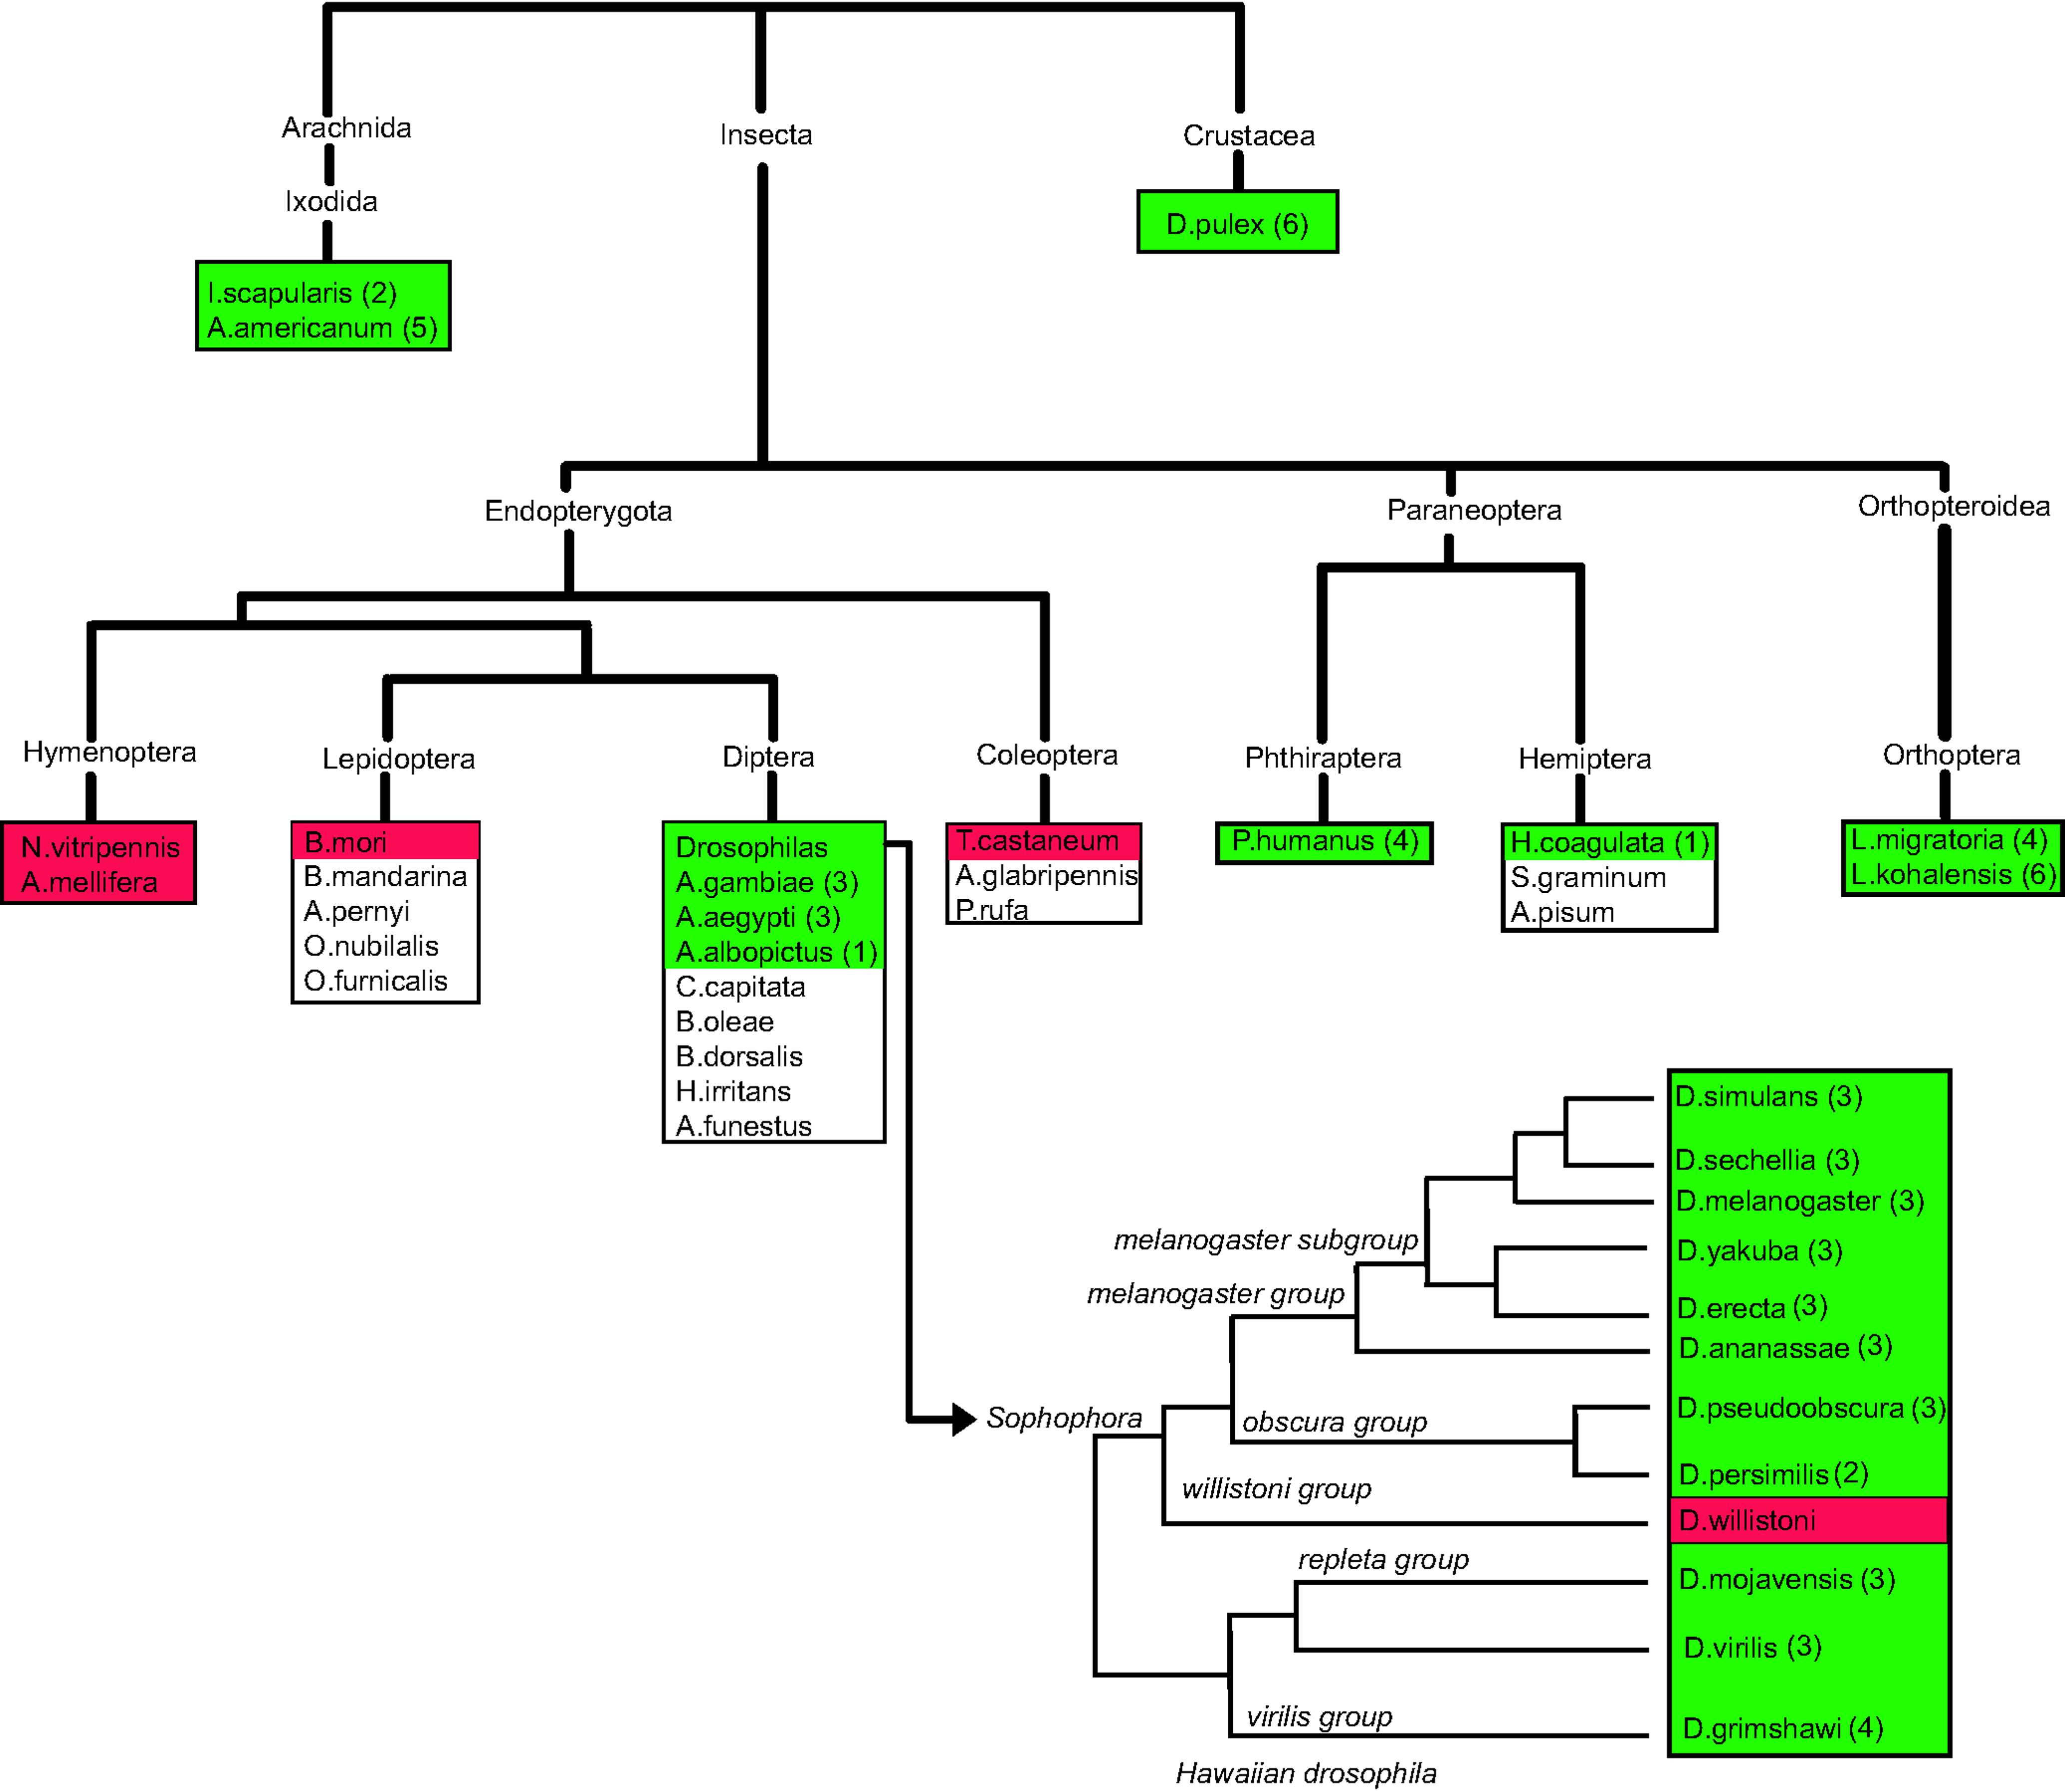 Arachnida
Insecta
Crustacea
Ixodida
D.pulex (6)
I.scapularis (2)
A.americanum (5)
Endopterygota
Paraneoptera
Orthopteroidea
Hymenoptera
Lepidoptera
Diptera
Coleoptera
Phthiraptera
Hemiptera
Orthoptera
N.vitripennis
A.mellifera
B.mori
B.mandarina
A.pernyi
O.nubilalis
O.furnicalis
Drosophilas
A.gambiae (3)
A.aegypti (3)
A.albopictus (1)
C.capitata
B.oleae
B.dorsalis
H.irritans
A.funestus
T.castaneum
A.glabripennis
P.rufa
P.humanus (4)
H.coagulata (1)
S.graminum
A.pisum
L.migratoria (4)
L.kohalensis (6)
D.simulans (3)
D.sechellia (3)
D.melanogaster (3)
melanogaster subgroup
D.yakuba (3)
melanogaster group
D.erecta (3)
D.ananassae (3)
Sophophora
obscura group
D.pseudoobscura (3)
D.persimilis (2)
willistoni group
D.willistoni
repleta group
D.mojavensis (3)
D.virilis (3)
virilis group
D.grimshawi (4)
Hawaiian drosophila